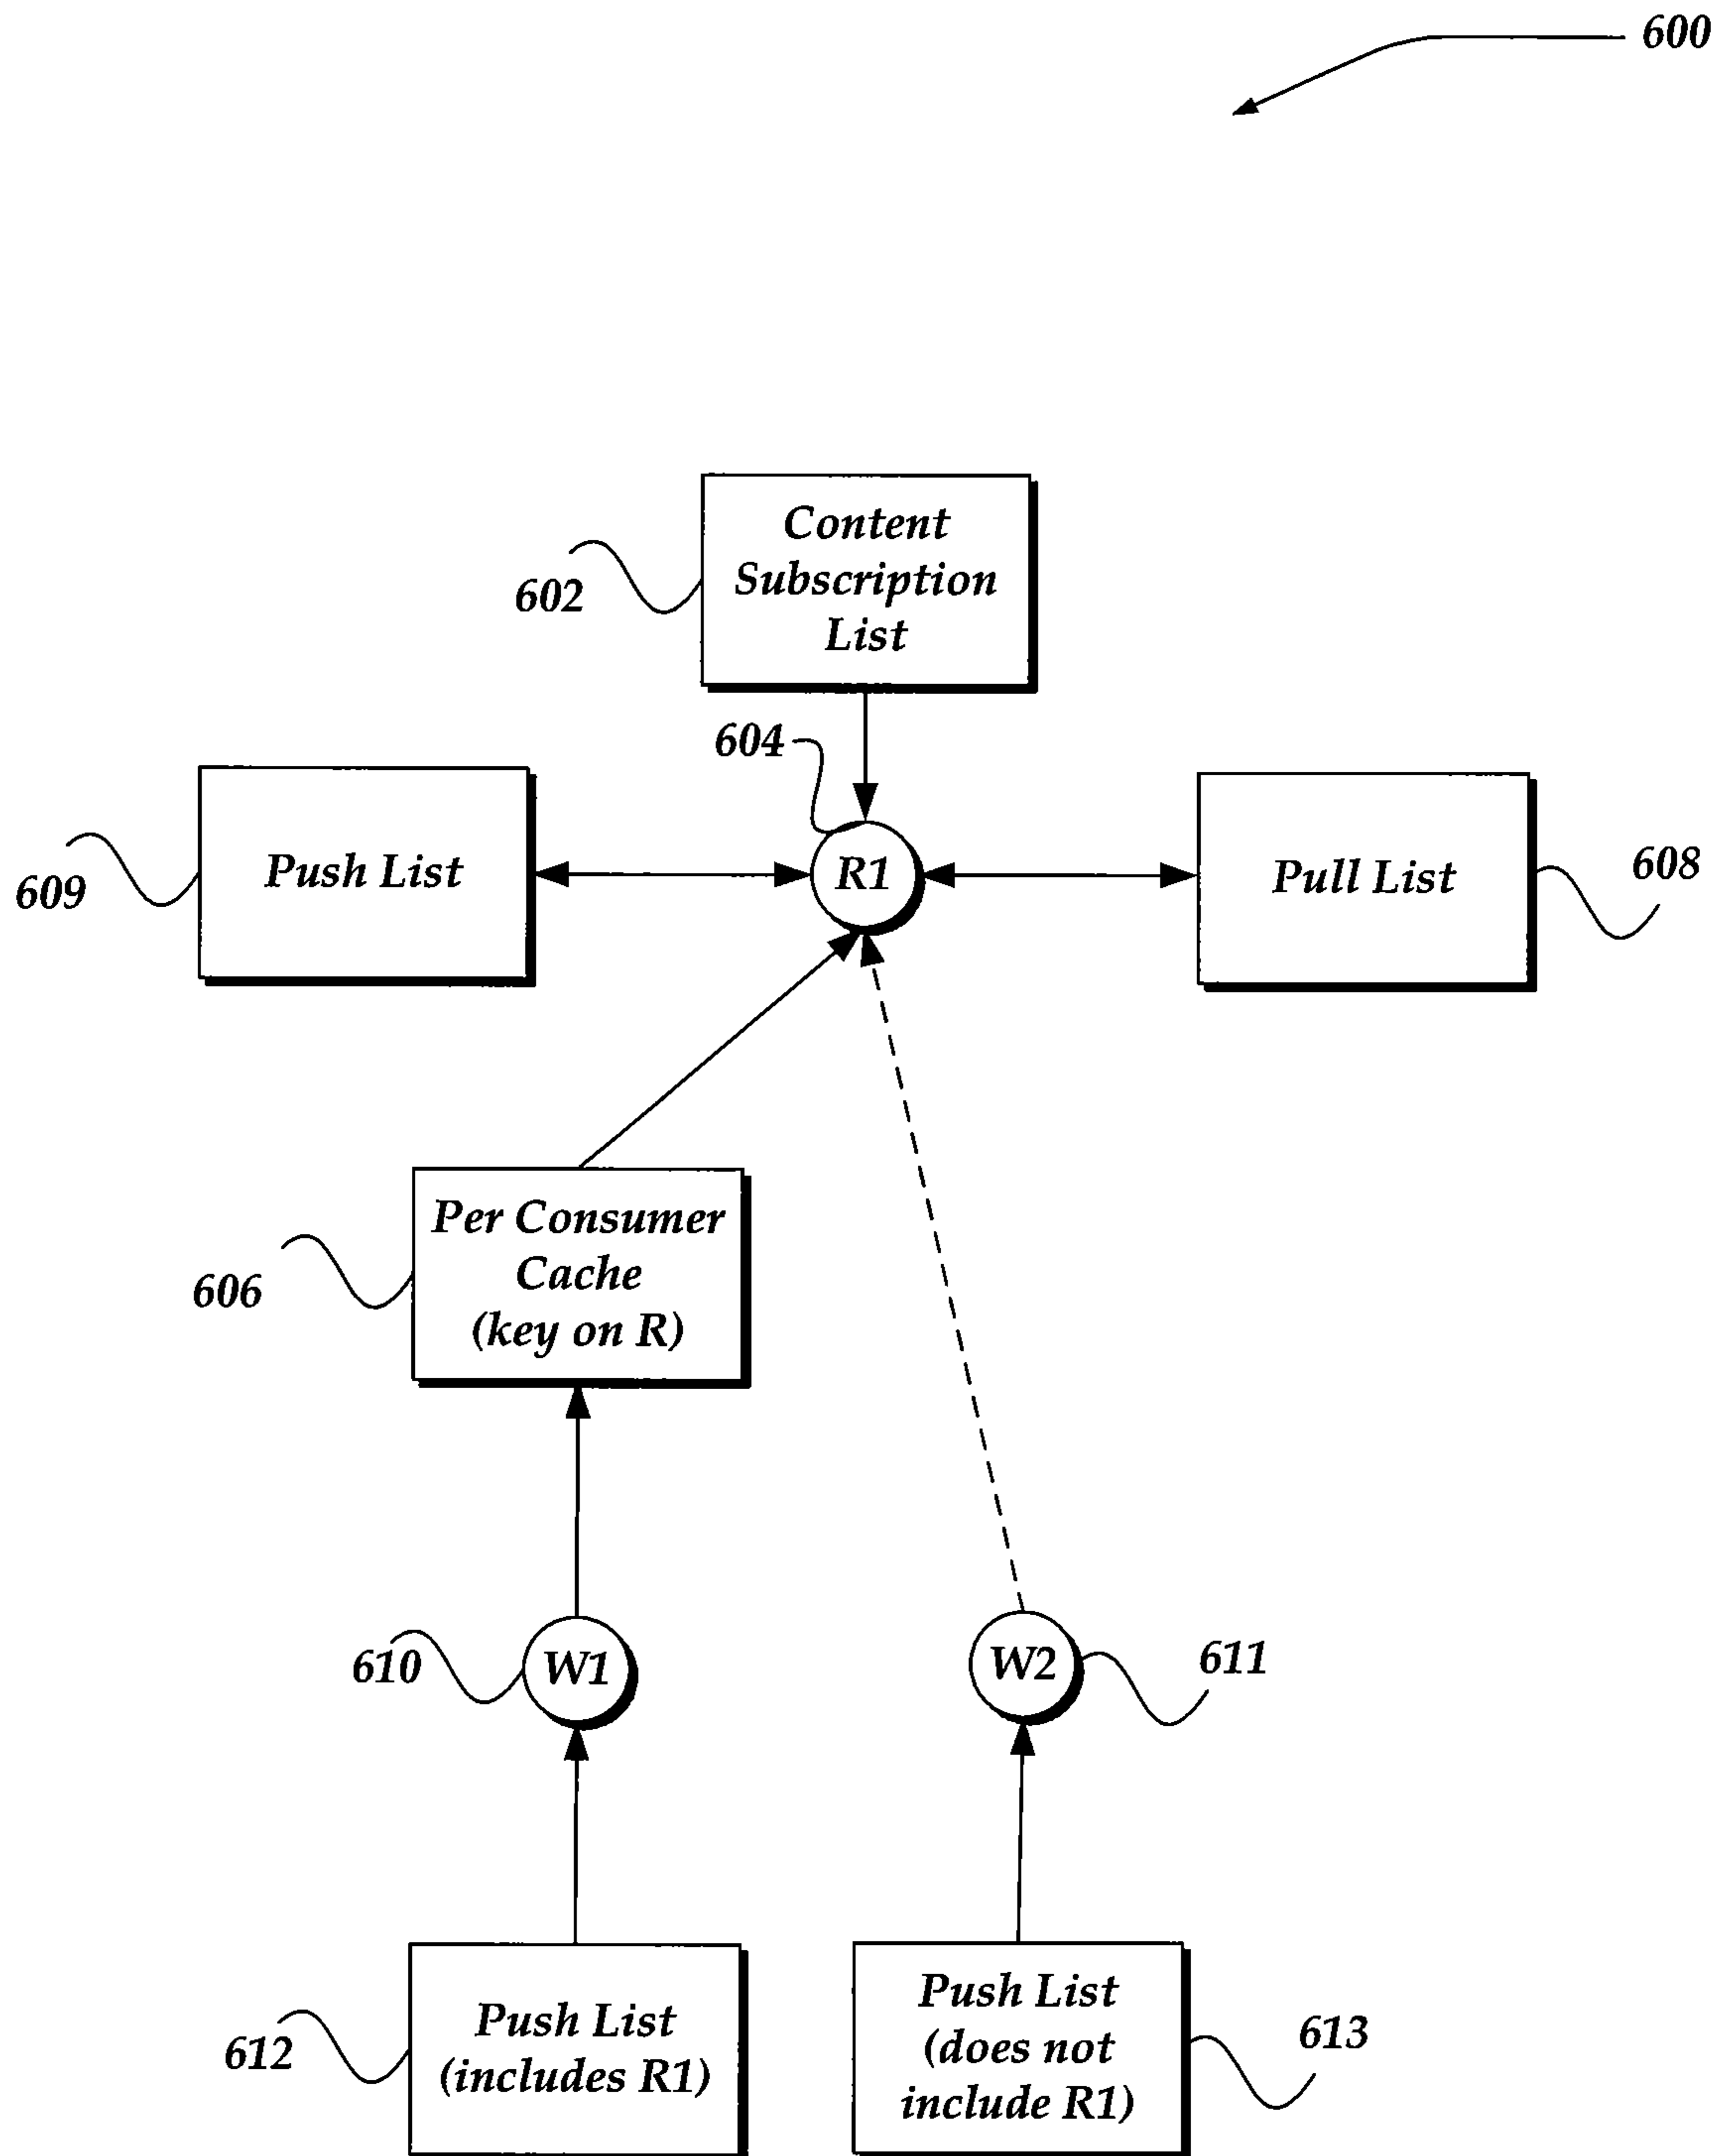 600
Content
Subscription
List
602
604
Push List
R1
Pull List
609
608
Per Consumer
Cache
(key on R)
606
W1
W2
610
611
Push List
(includes R1)
612
Push List
(does not
include R1)
613